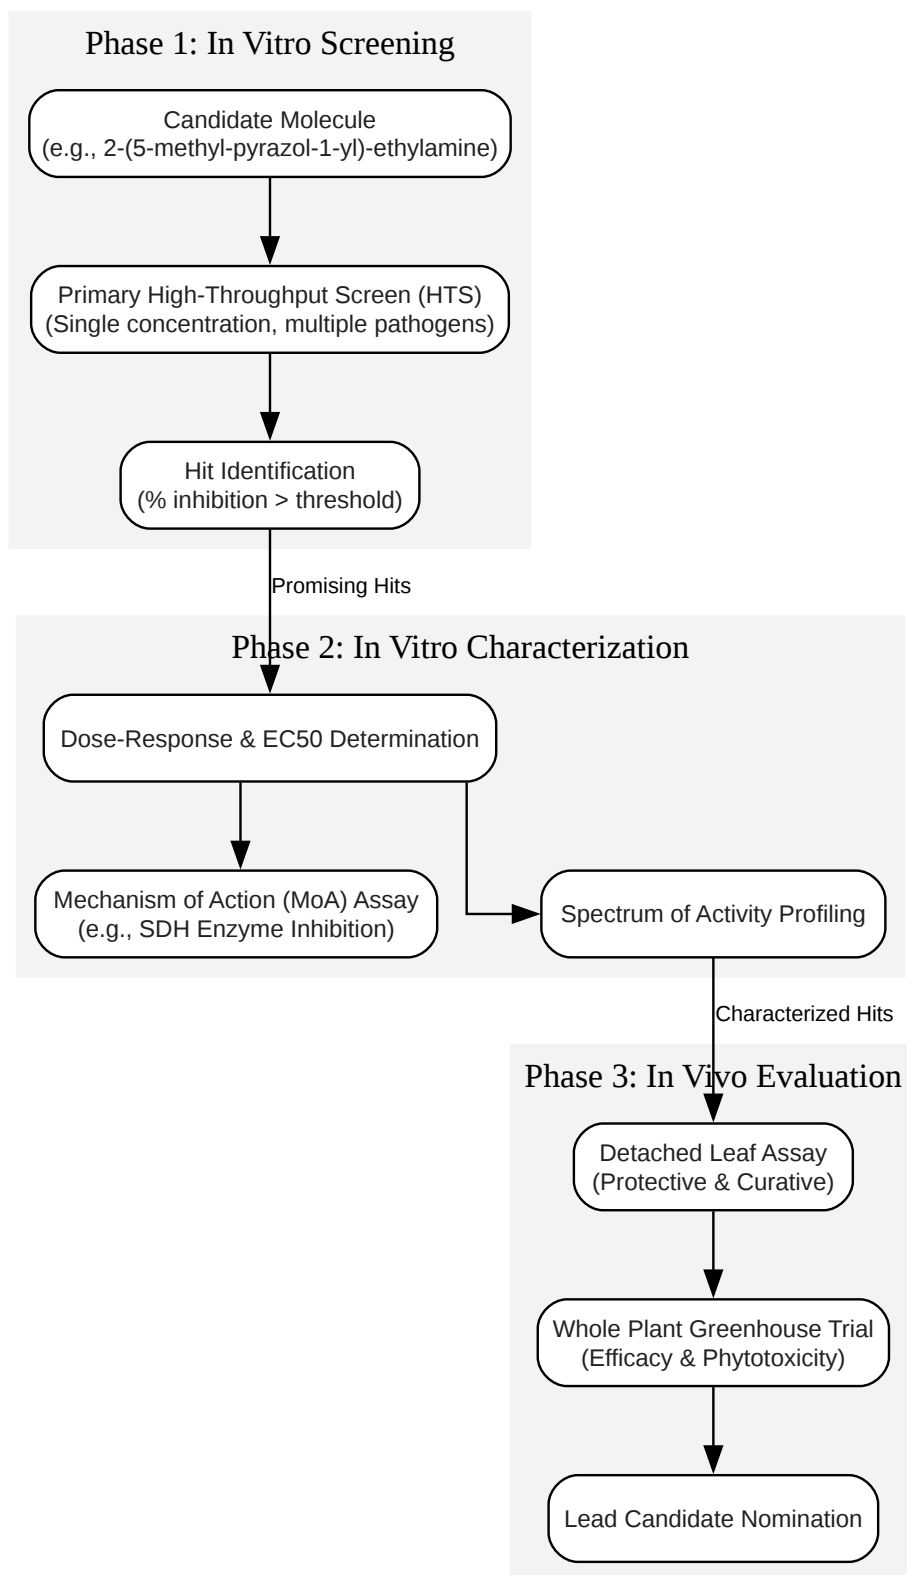 Phase 1: In Vitro Screening
Candidate Molecule
(e.g., 2-(5-methyl-pyrazol-1-yl)-ethylamine)
Primary High-Throughput Screen (HTS)
(Single concentration, multiple pathogens)
Hit Identification
(% inhibition > threshold)
Promising Hits
Phase 2: In Vitro Characterization
Dose-Response & EC50 Determination
Mechanism of Action (MoA) Assay
(e.g., SDH Enzyme Inhibition)
Spectrum of Activity Profiling
Characterized Hits
Phase 3: In Vivo Evaluation
Detached Leaf Assay
(Protective & Curative)
Whole Plant Greenhouse Trial
(Efficacy & Phytotoxicity)
Lead Candidate Nomination